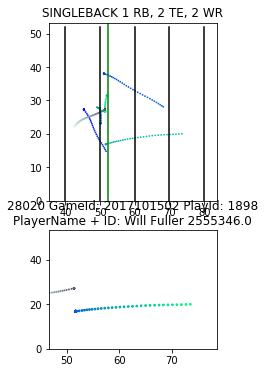 SINGLEBACK 1 RB, 2 TE, 2 WR
50
40
30
20
10
0
40 50 60 70 80
28020 GameId: 2017101502 PlayId: 1898
PlayerName + ID: Will Fuller 2555346.0
40
20
0
50 60 70